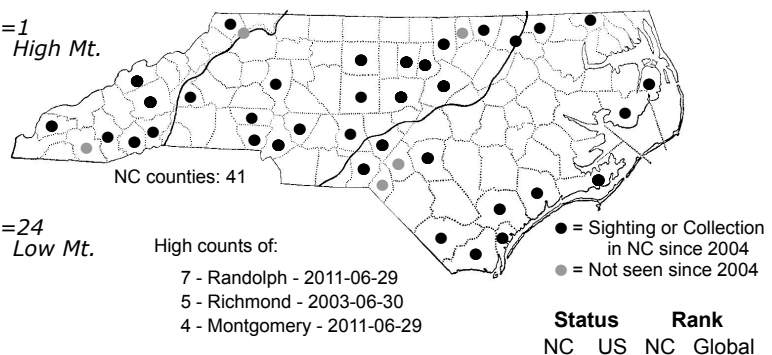 =1
High Mt.
NC counties: 41
=24
Low Mt.
High counts of:
7 - Randolph - 2011-06-29
5 - Richmond - 2003-06-30
4 - Montgomery - 2011-06-29
= Sighting or Collection
in NC since 2004
= Not seen since 2004
Status Rank
NC US NC Global